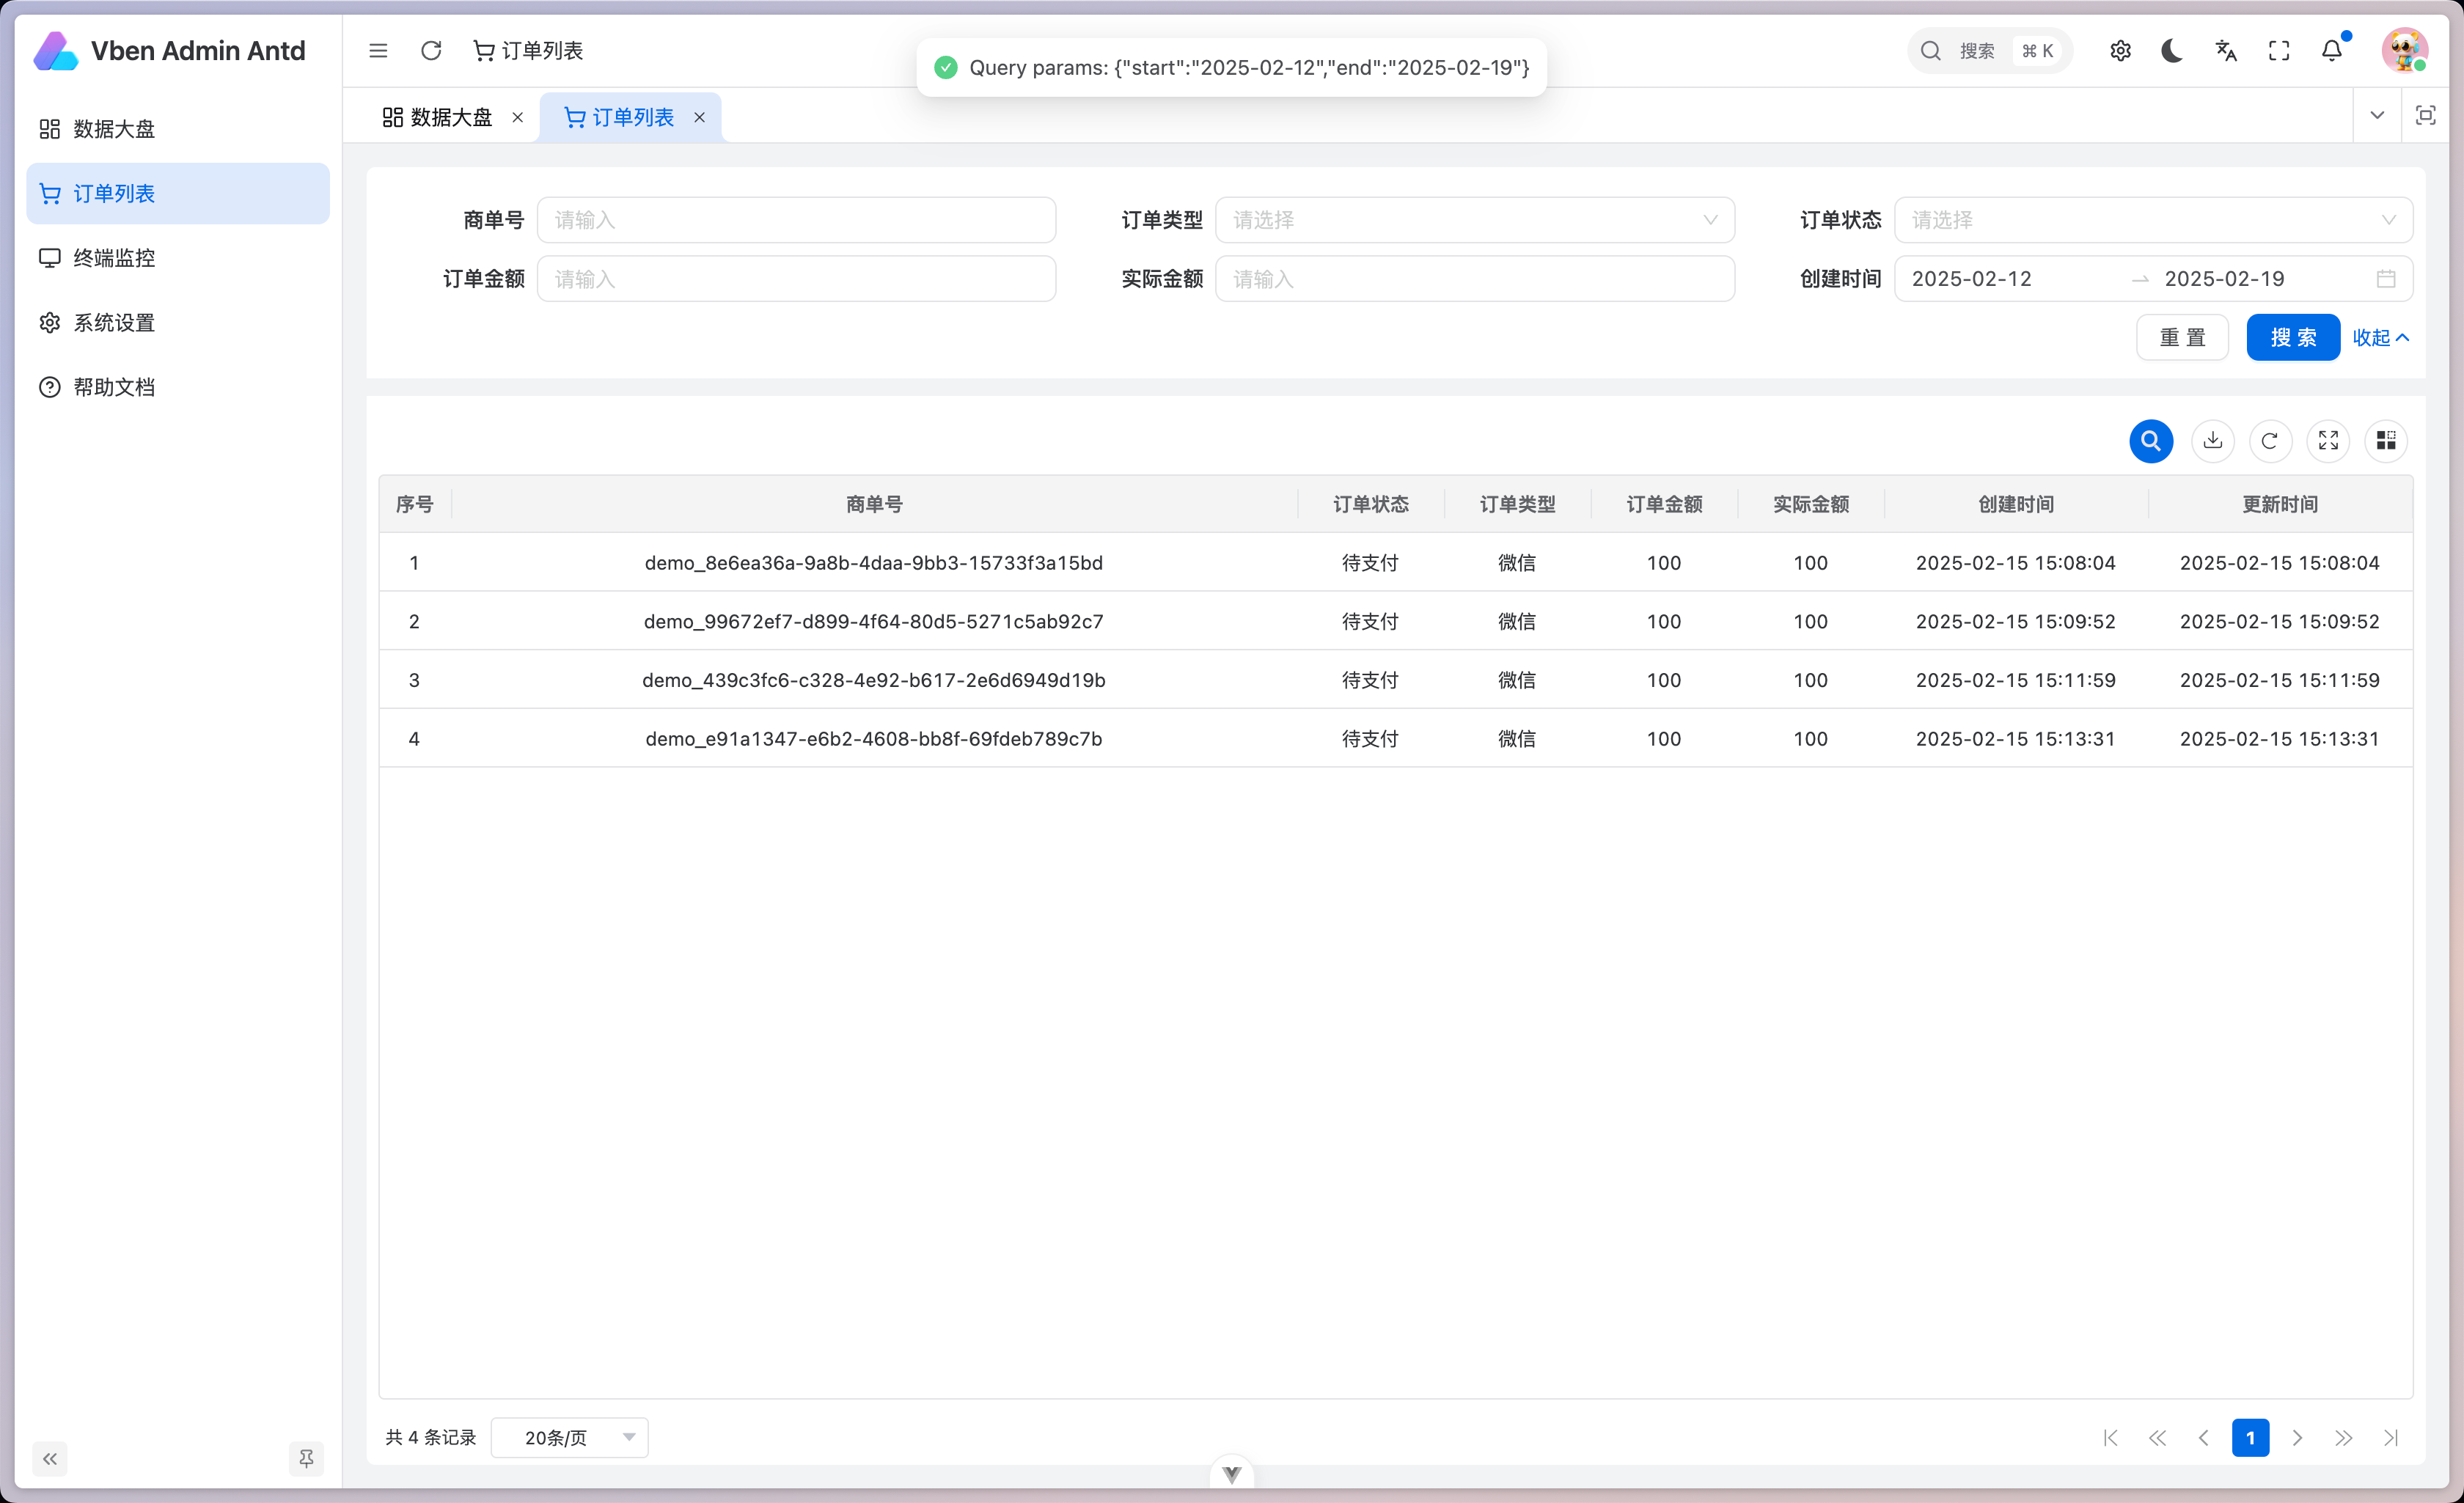 Vben Admin Antd
订单列表
Query params: {"start":"2025-02-12","end":"2025-02-19"}
搜索 ⌘ K
数据大盘
订单列表
终端监控
系统设置
帮助文档
数据大盘 订单列表
商单号 请输入 订单类型 请选择 订单状态 请选择
订单金额 请输入 实际金额 请输入 创建时间 2025-02-12 → 2025-02-19
重 置 搜 索 收起
序号 商单号 订单状态 订单类型 订单金额 实际金额 创建时间 更新时间
1 demo_8e6ea36a-9a8b-4daa-9bb3-15733f3a15bd 待支付 微信 100 100 2025-02-15 15:08:04 2025-02-15 15:08:04
2 demo_99672ef7-d899-4f64-80d5-5271c5ab92c7 待支付 微信 100 100 2025-02-15 15:09:52 2025-02-15 15:09:52
3 demo_439c3fc6-c328-4e92-b617-2e6d6949d19b 待支付 微信 100 100 2025-02-15 15:11:59 2025-02-15 15:11:59
4 demo_e91a1347-e6b2-4608-bb8f-69fdeb789c7b 待支付 微信 100 100 2025-02-15 15:13:31 2025-02-15 15:13:31
共 4 条记录 20条/页 1